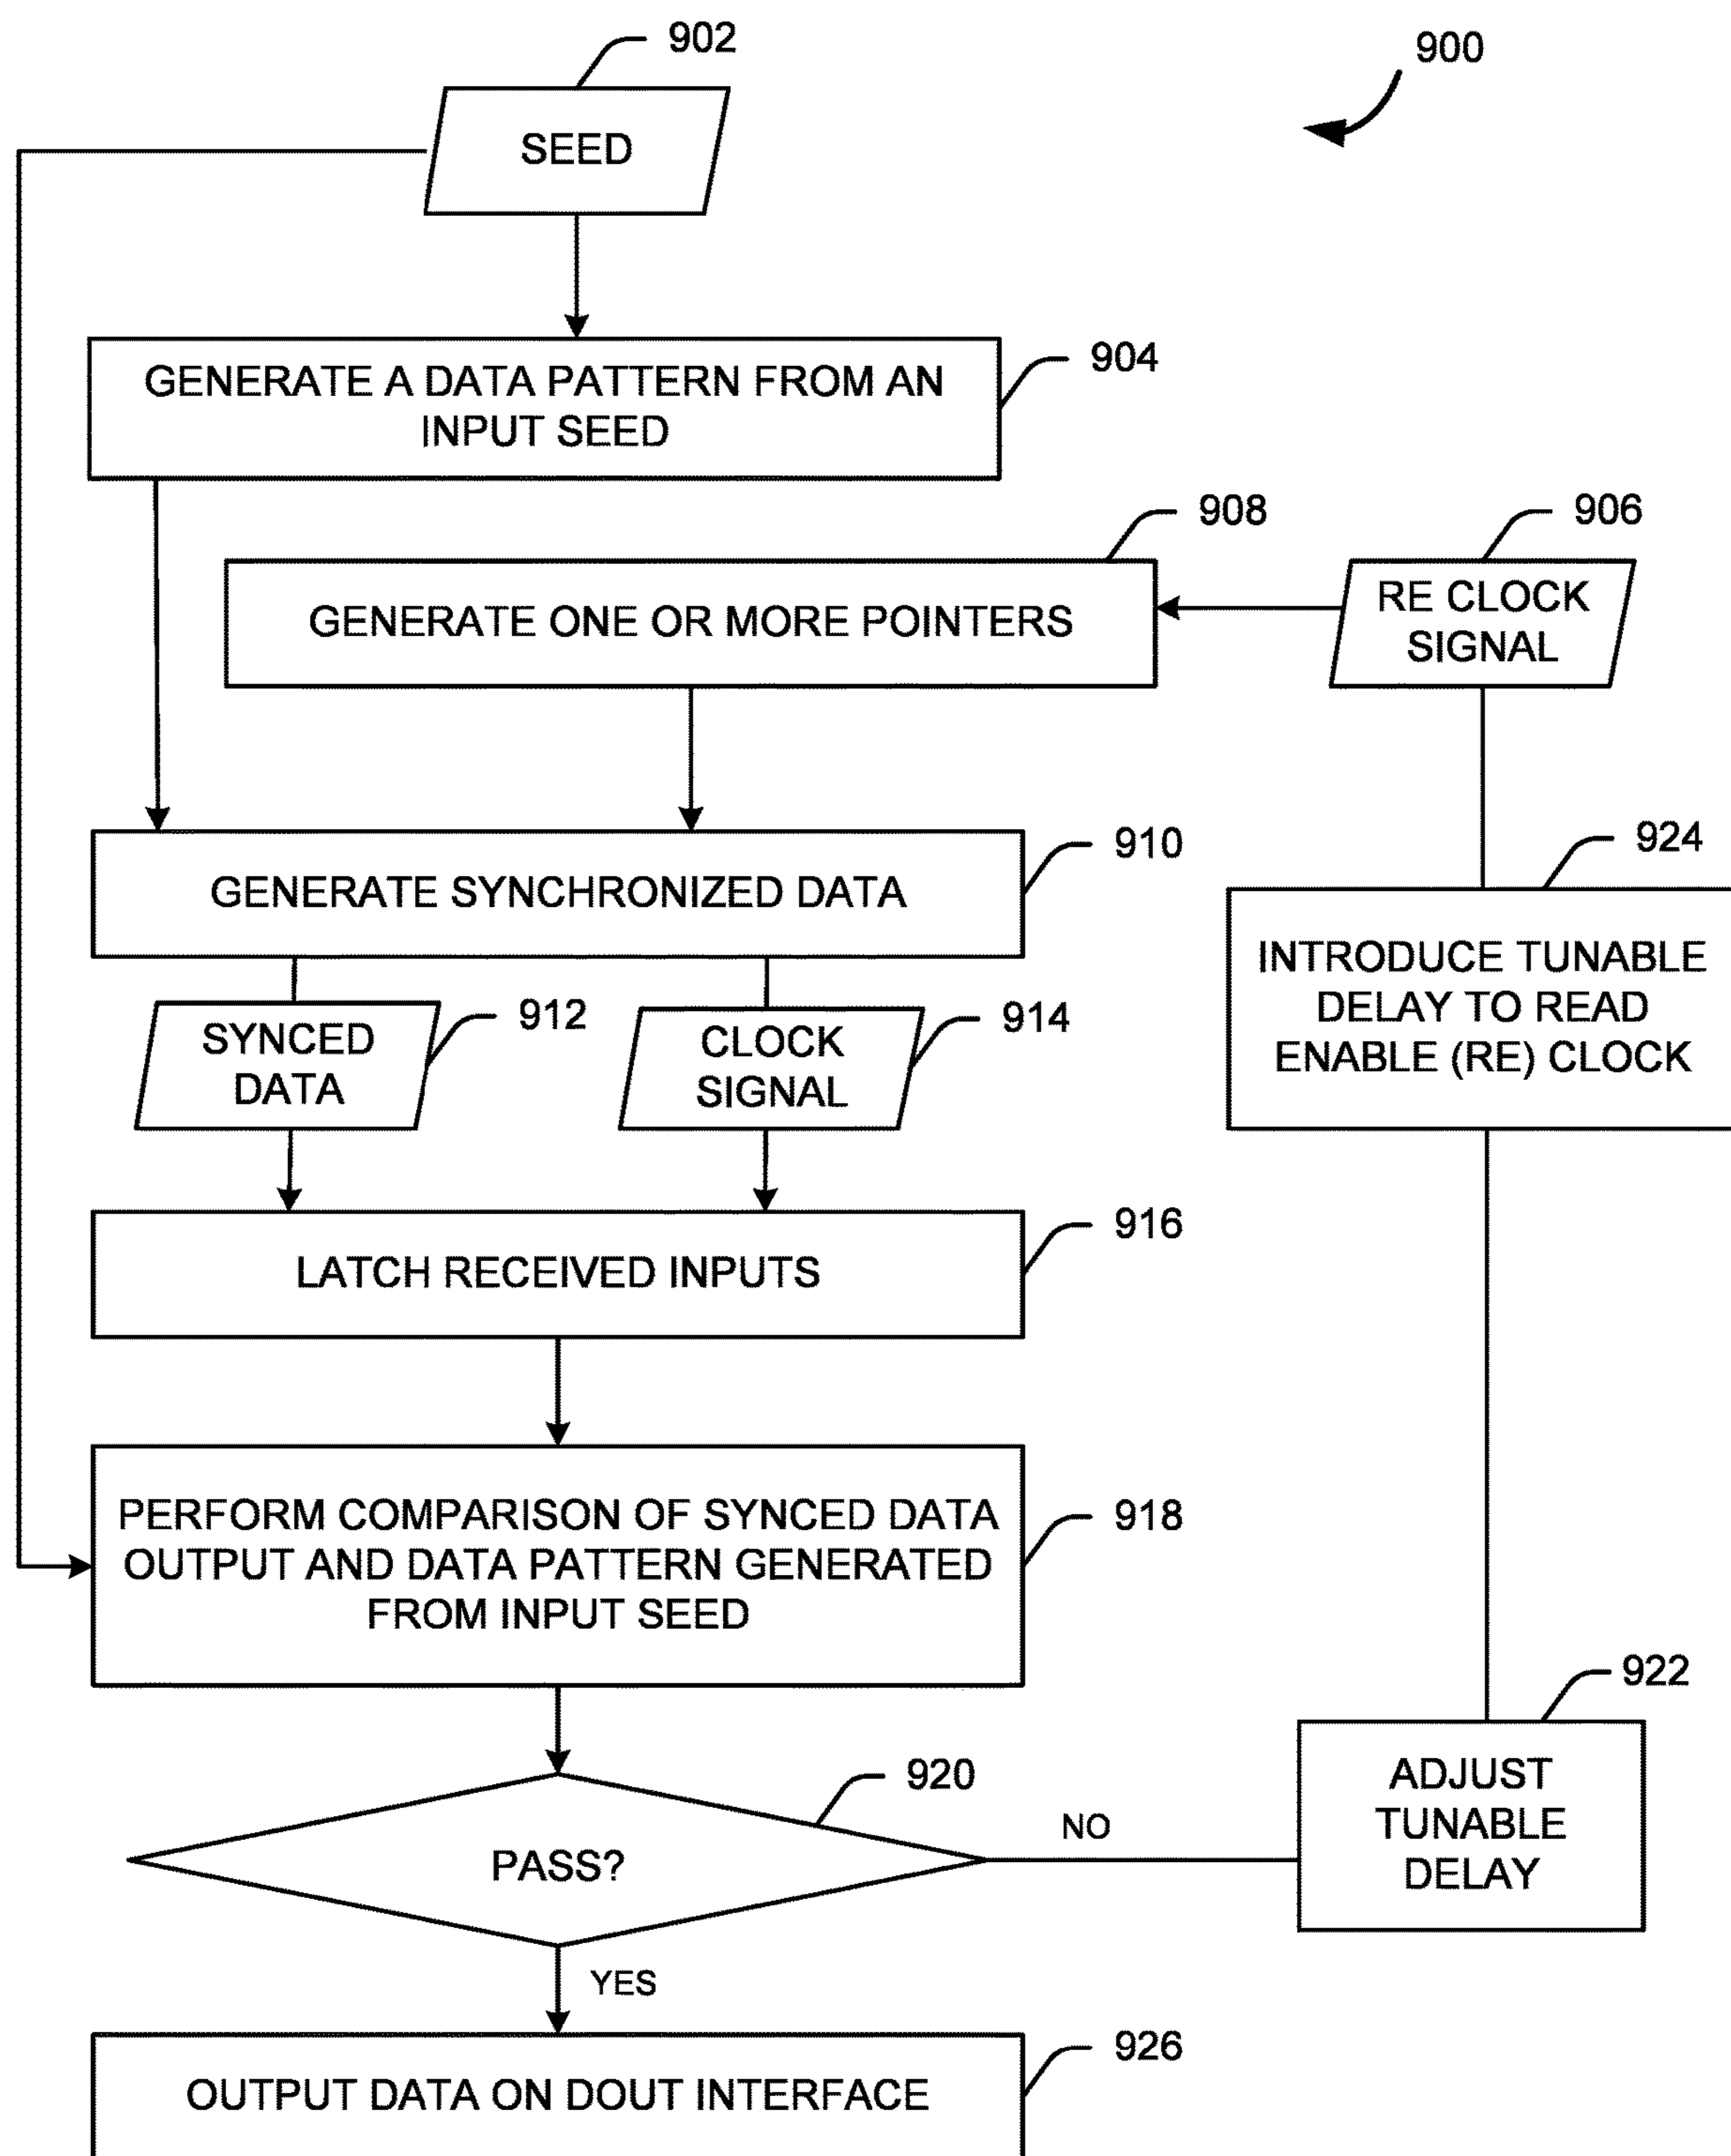 902
900
SEED
GENERATE A DATA PATTERN FROM AN
INPUT SEED
904
908
906
GENERATE ONE OR MORE POINTERS
RE CLOCK
SIGNAL
910
GENERATE SYNCHRONIZED DATA
924
INTRODUCE TUNABLE
DELAY TO READ
ENABLE (RE) CLOCK
SYNCED
DATA
912
CLOCK
SIGNAL
914
916
LATCH RECEIVED INPUTS
PERFORM COMPARISON OF SYNCED DATA
OUTPUT AND DATA PATTERN GENERATED
FROM INPUT SEED
918
922
ADJUST
TUNABLE
DELAY
920
PASS?
NO
YES
926
OUTPUT DATA ON DOUT INTERFACE